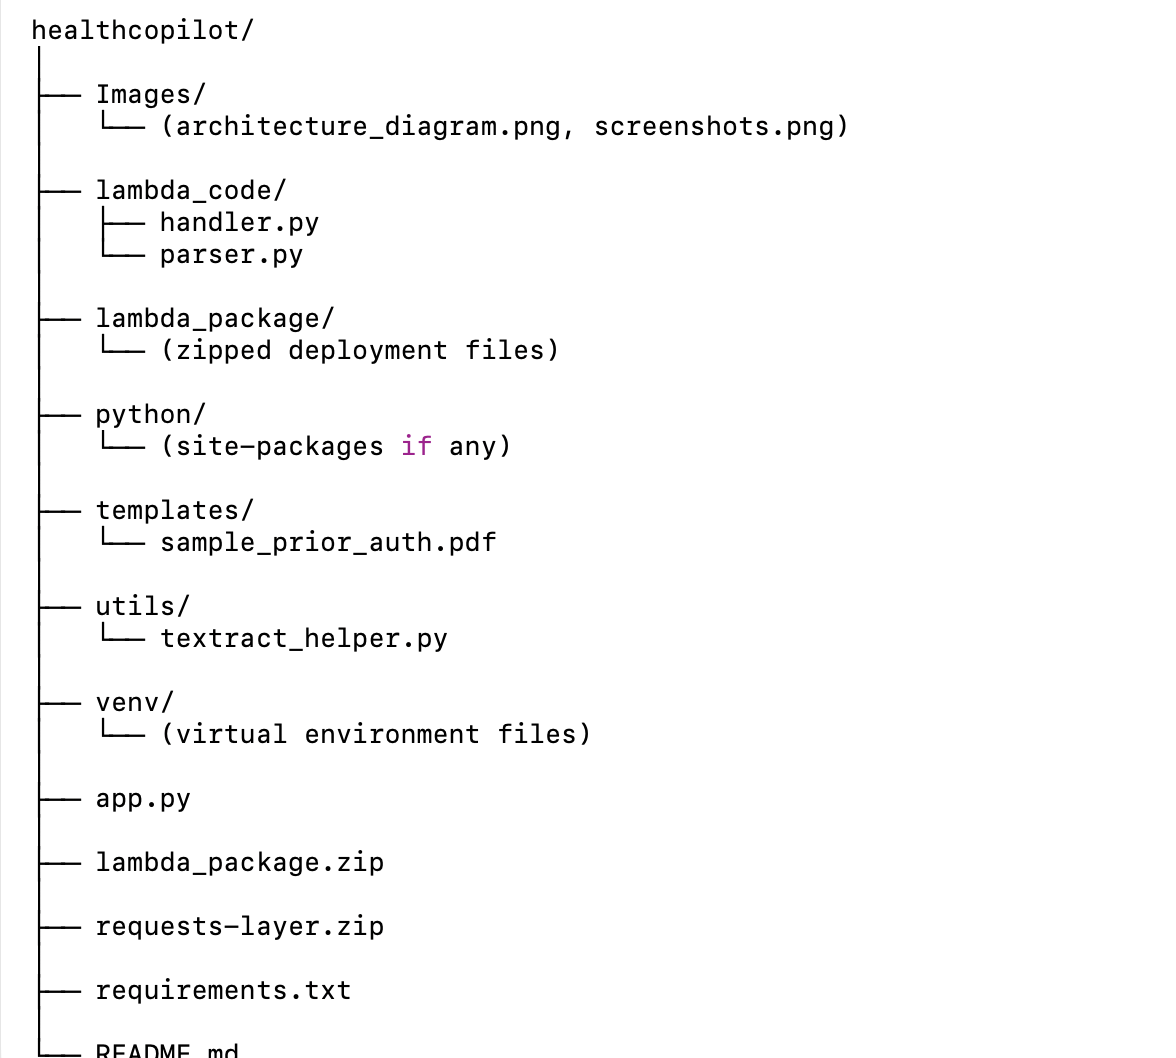 healthcopilot/
│
├── Images/
│   └── (architecture_diagram.png, screenshots.png)
│
├── lambda_code/
│   ├── handler.py
│   └── parser.py
│
├── lambda_package/
│   └── (zipped deployment files)
│
├── python/
│   └── (site-packages if any)
│
├── templates/
│   └── sample_prior_auth.pdf
│
├── utils/
│   └── textract_helper.py
│
├── venv/
│   └── (virtual environment files)
│
├── app.py
│
├── lambda_package.zip
│
├── requests-layer.zip
│
├── requirements.txt
│
└── README.md